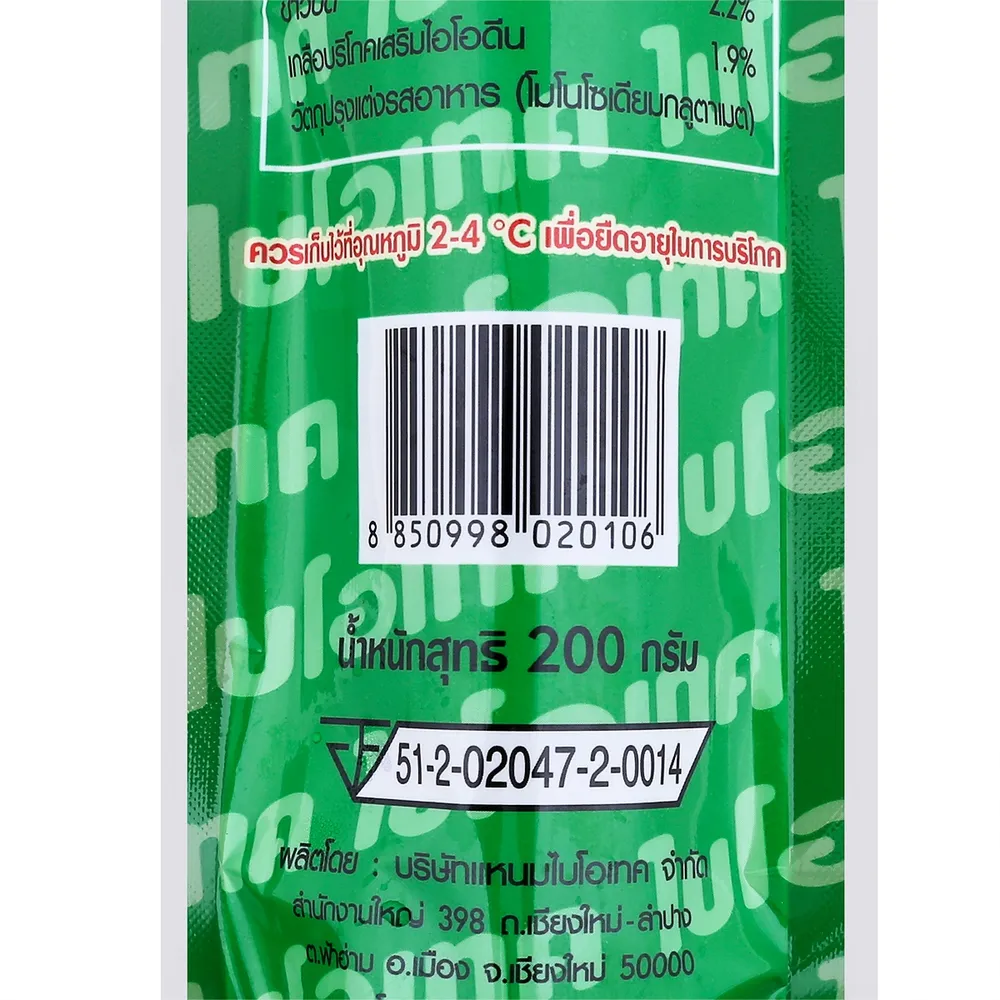 ข้าวบด 2.2%
เกลือบริโภคเสริมไอโอดีน 1.9%
วัตถุปรุงแต่งรสอาหาร (โมโนโซเดียมกลูตาเมต)
ควรเก็บไว้ที่อุณหภูมิ 2-4 °C เพื่อยืดอายุในการบริโภค
8 850998 020106
น้ำหนักสุทธิ 200 กรัม
51-2-02047-2-0014
ผลิตโดย : บริษัทแหนมไบโอเทค จำกัด
สำนักงานใหญ่ 398 ถ.เชียงใหม่-ลำปาง
ต.ฟ้าฮ่าม อ.เมือง จ.เชียงใหม่ 50000